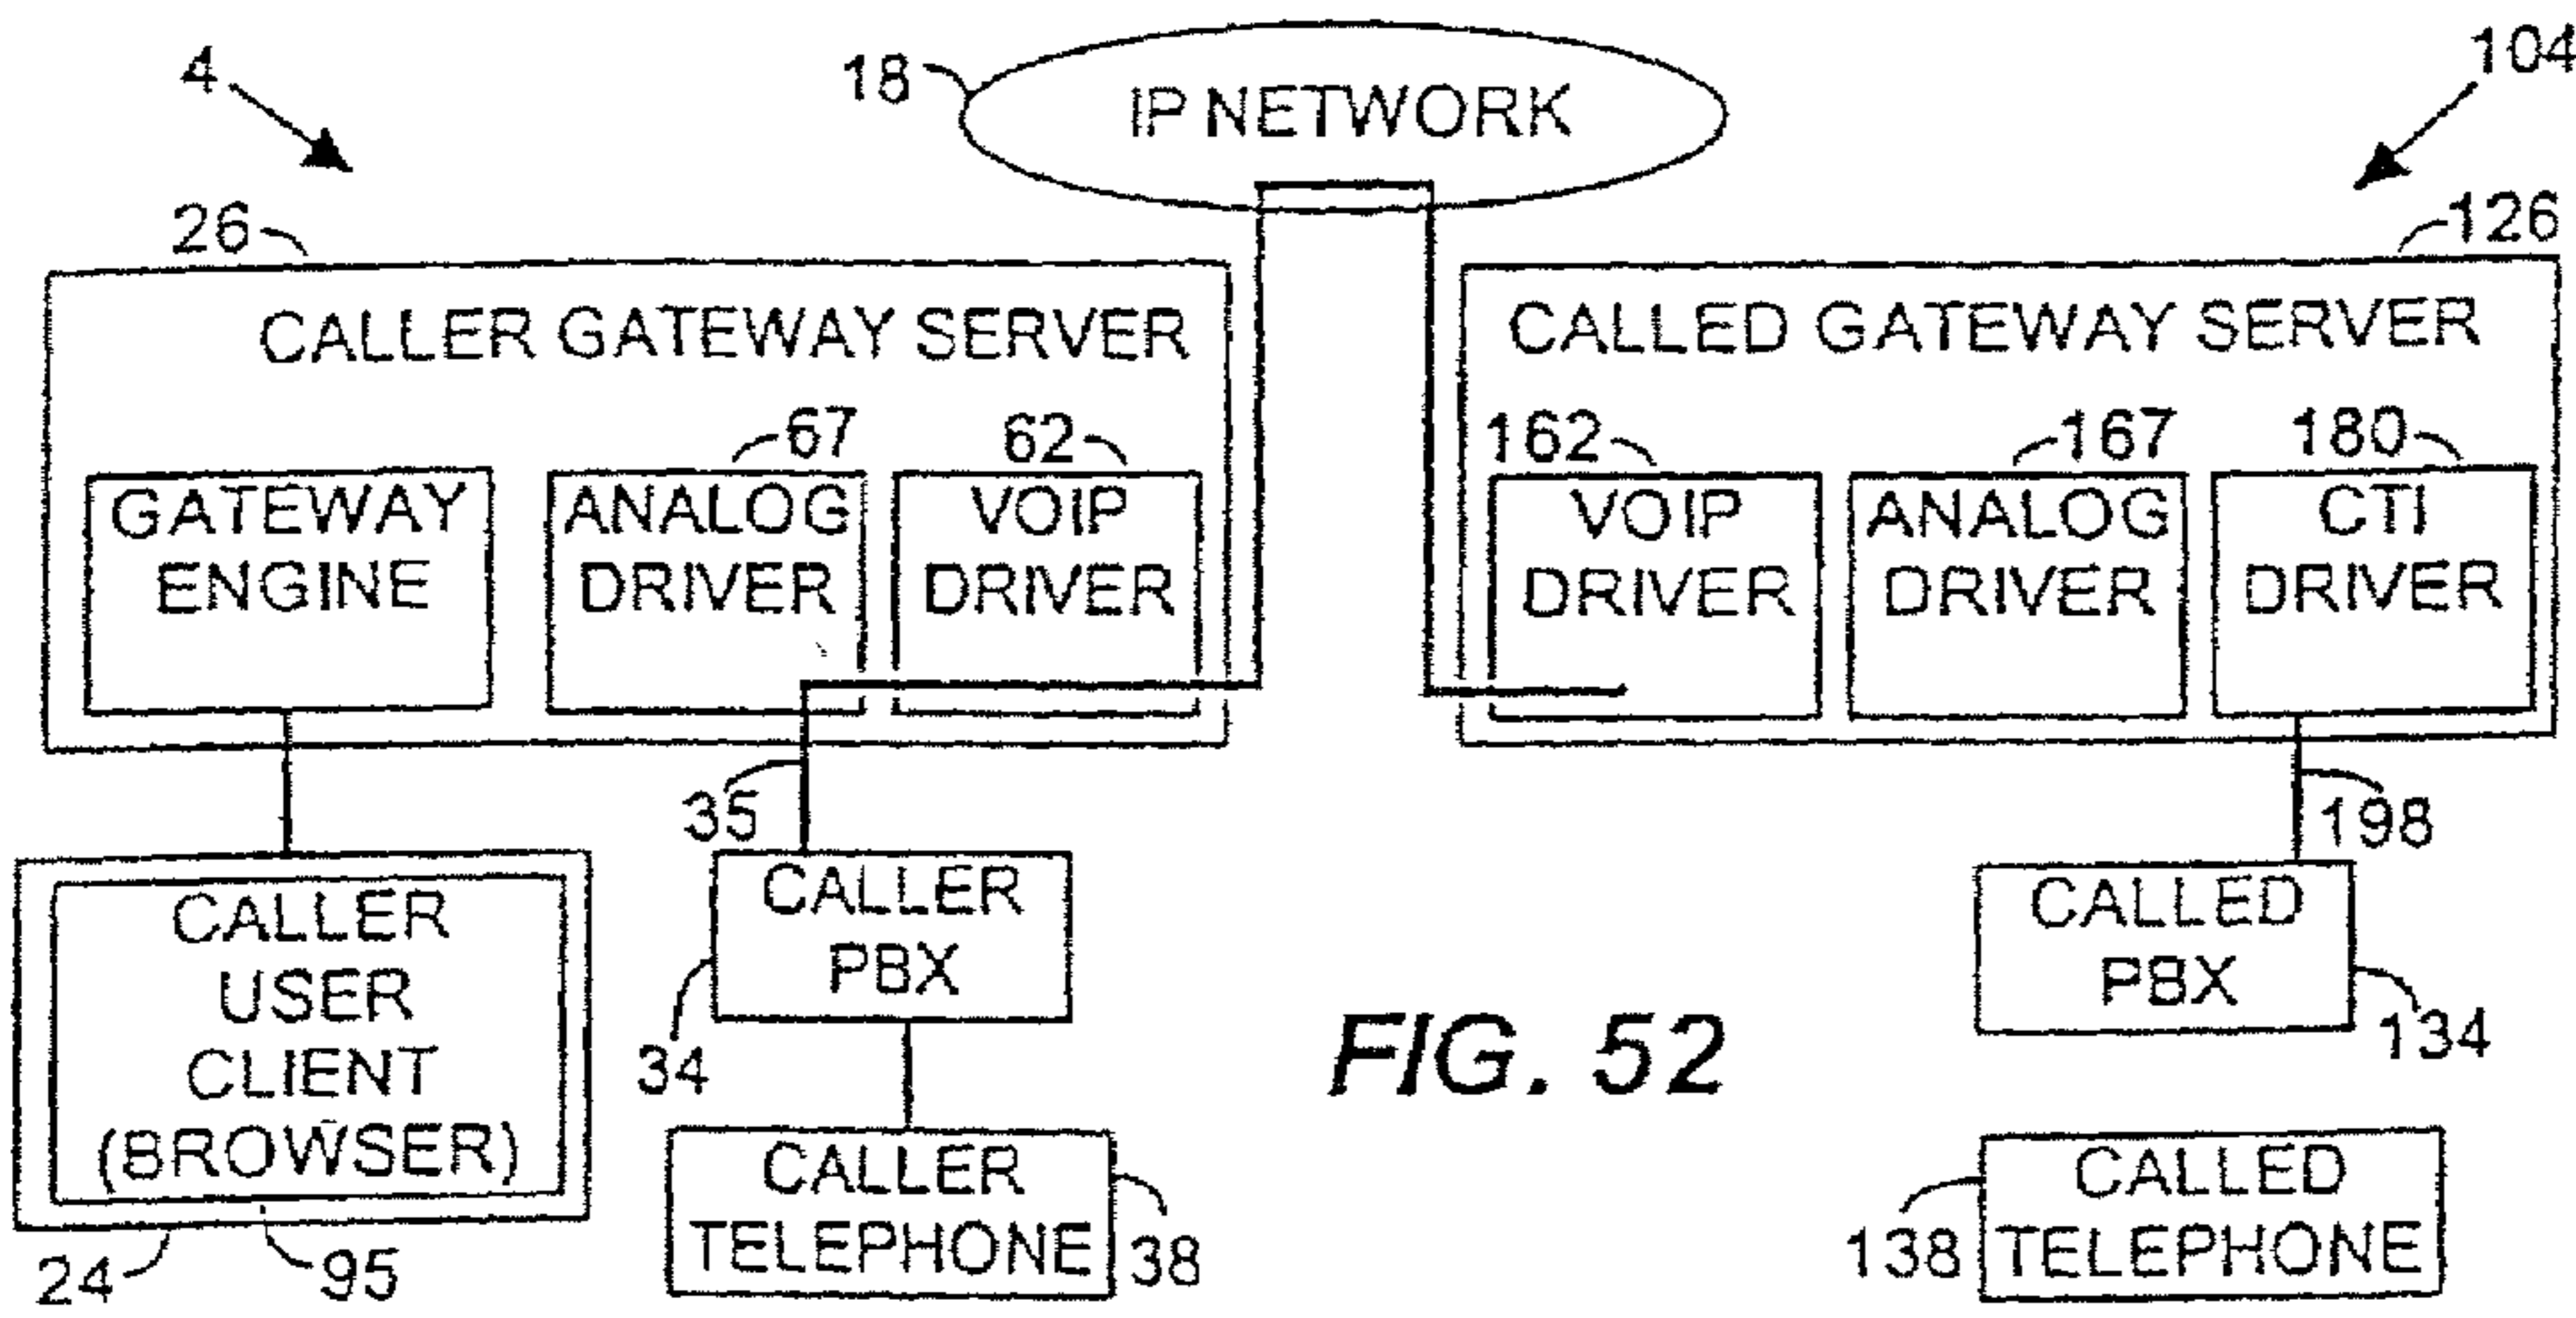 4
18
IP NETWORK
104
26
126
CALLER GATEWAY SERVER
CALLED GATEWAY SERVER
67
62
162
167
180
GATEWAY
ENGINE
ANALOG
DRIVER
VOIP
DRIVER
VOIP
DRIVER
ANALOG
DRIVER
CTI
DRIVER
35
198
CALLER
USER
CLIENT
(BROWSER)
24
95
CALLER
PBX
34
CALLER
TELEPHONE
38
FIG. 52
CALLED
PBX
134
CALLED
TELEPHONE
138